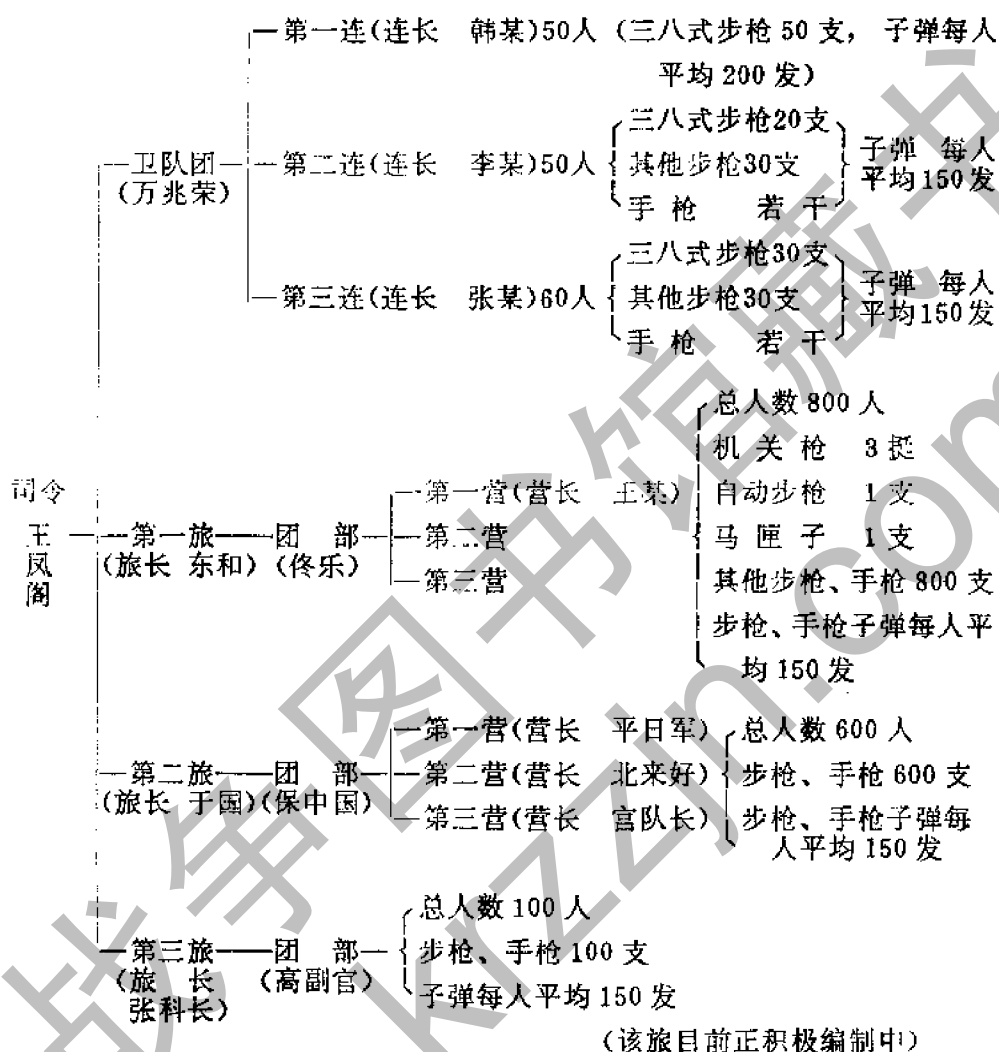 第一连(连长 韩某)50人(三八式步枪 50 支， 子弹每人
平均 200 发)
卫队团
(万兆荣)
第二连(连长 李某)50人
三八式步枪20支
其他步枪30支
手 枪 若 干
子弹 每人
平均150发
第三连(连长 张某)60人
三八式步枪30支
其他步枪30支
手 枪 若 干
子弹 每人
平均150发
司令
王
凤
阁
第一旅——团 部
(旅长 东和)(佟乐)
第一营(营长 王某)
第二营
第三营
总人数 800 人
机 关 枪 3 挺
自动步枪 1 支
马 匣 子 1 支
其他步枪、手枪 800 支
步枪、手枪子弹每人平
均 150 发
第二旅——团 部
(旅长 于国)(保中国)
第一营(营长 平日军)
第二营(营长 北来好)
第三营(营长 宫队长)
总人数 600 人
步枪、手枪 600 支
步枪、手枪子弹每
人平均 150 发
第三旅——团 部
(旅 长
张科长)
(高副官)
总人数 100 人
步枪、手枪 100 支
子弹每人平均 150 发
(该旅目前正积极编制中)
战争图书馆藏书
krzzjn.com